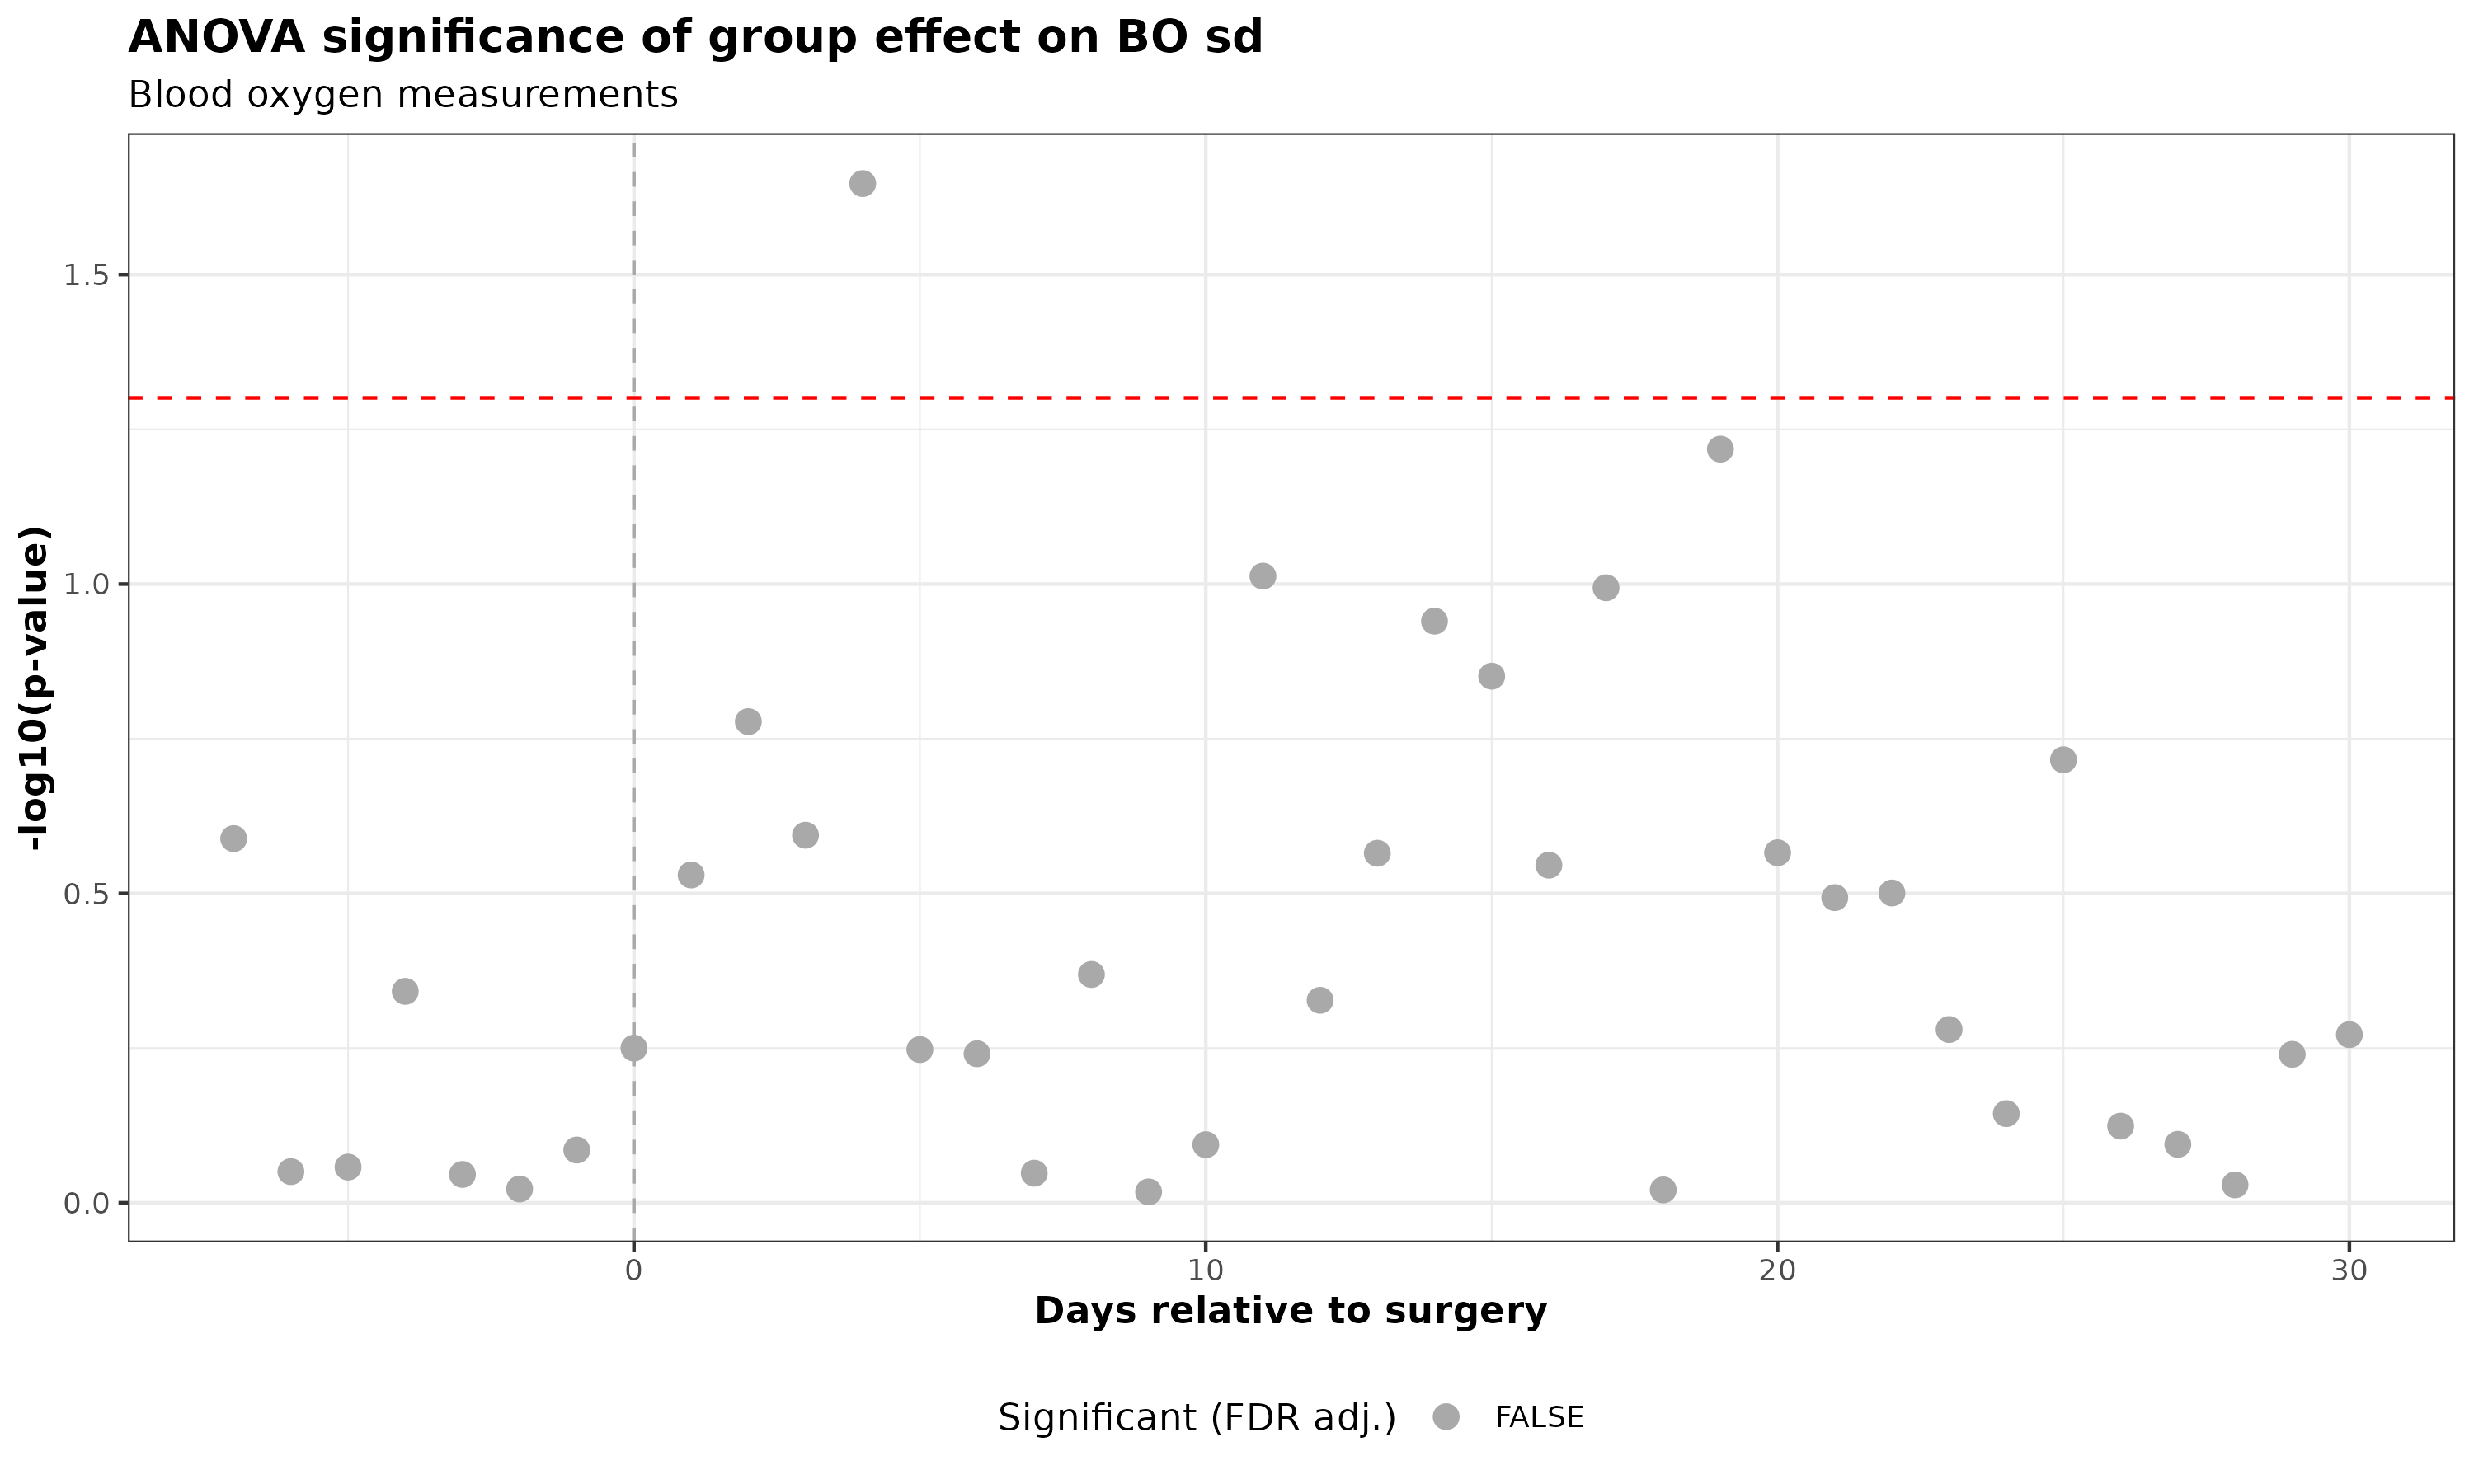 ANOVA significance of group effect on BO sd
Blood oxygen measurements
-log10(p-value)
1.5
1.0
0.5
0.0
0 10 20 30
Days relative to surgery
Significant (FDR adj.) FALSE